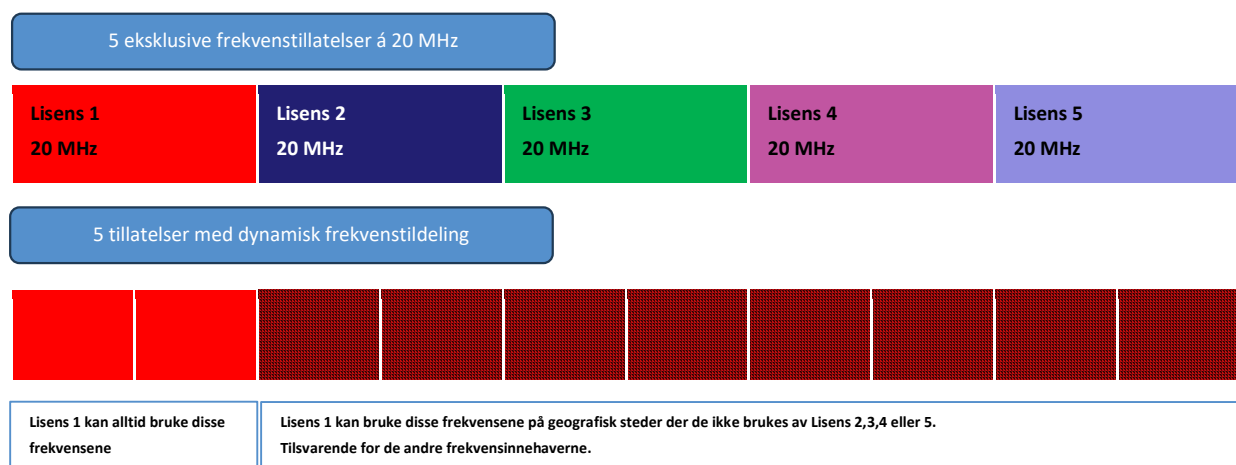 5 eksklusive frekvenstillatelser á 20 MHz
Lisens 1
20 MHz
Lisens 2
20 MHz
Lisens 3
20 MHz
Lisens 4
20 MHz
Lisens 5
20 MHz
5 tillatelser med dynamisk frekvenstildeling
Lisens 1 kan alltid bruke disse
frekvensene
Lisens 1 kan bruke disse frekvensene på geografisk steder der de ikke brukes av Lisens 2,3,4 eller 5.
Tilsvarende for de andre frekvensinnehaverne.